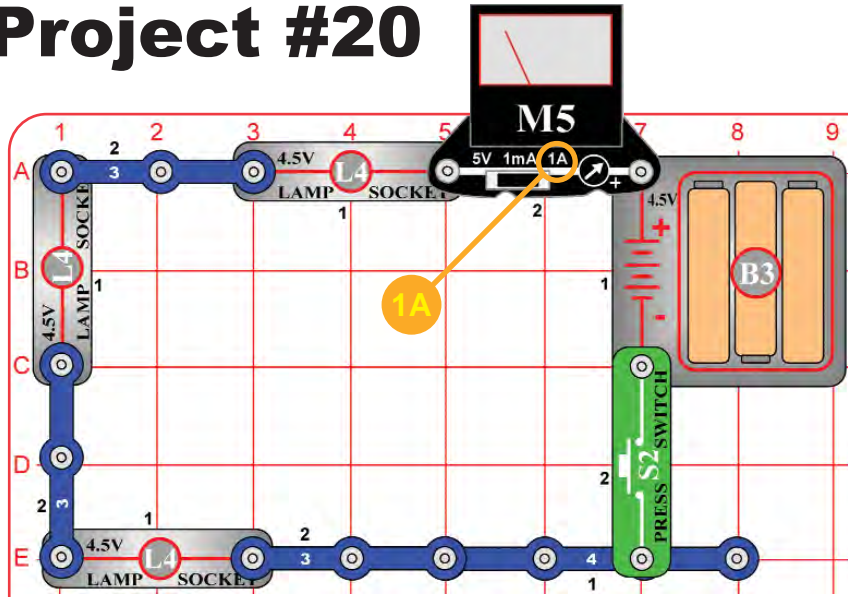 Project #20
M5
1 2 3 4 5 7 8 9
5V 1mA 1A
+
A
2
3
4.5V
L4
LAMP SOCKET
1
2
4.5V
+
-
1
B3
B
L4
4.5V LAMP SOCKE
1
1A
C
D
2
3
S2
PRESS SWITCH
2
E
1
4.5V
L4
LAMP SOCKET
2
3
4
1